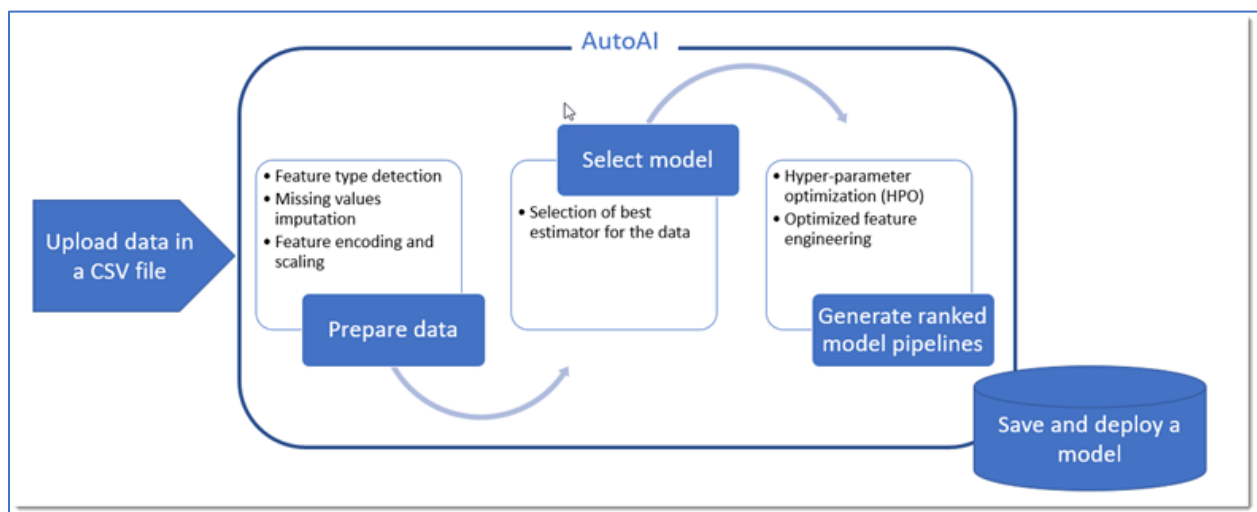 AutoAI
Upload data in
a CSV file
• Feature type detection
• Missing values
imputation
• Feature encoding and
scaling
Prepare data
Select model
• Selection of best
estimator for the data
• Hyper-parameter
optimization (HPO)
• Optimized feature
engineering
Generate ranked
model pipelines
Save and deploy a
model